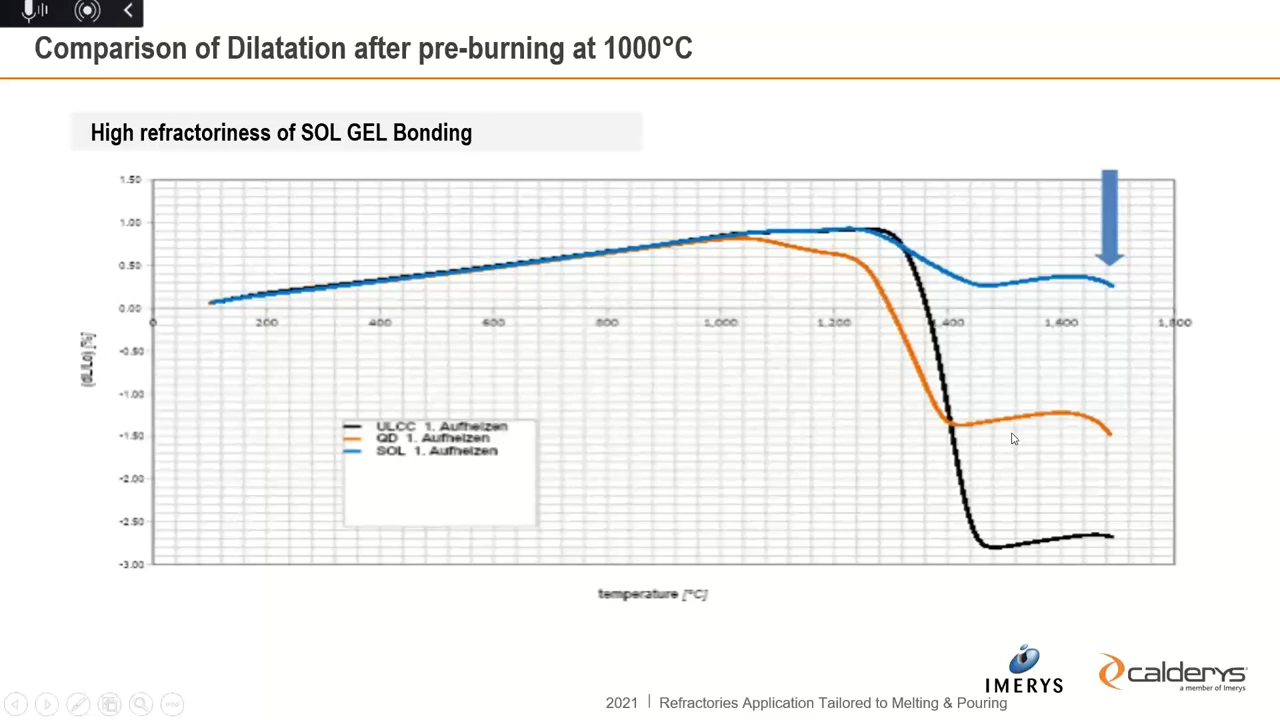 Comparison of Dilatation after pre-burning at 1000°C
High refractoriness of SOL GEL Bonding
1.50
1.00
0.50
0.00
0 200 400 600 800 1,000 1,200 1,400 1,600 1,800
-0.50
-1.00
-1.50
-2.00
-2.50
-3.00
(dL/Lo) [%]
ULCC 1. Aufheizen
QD 1. Aufheizen
SOL 1. Aufheizen
temperature [°C]
IMERYS
calderys
a member of Imerys
2021 | Refractories Application Tailored to Melting & Pouring